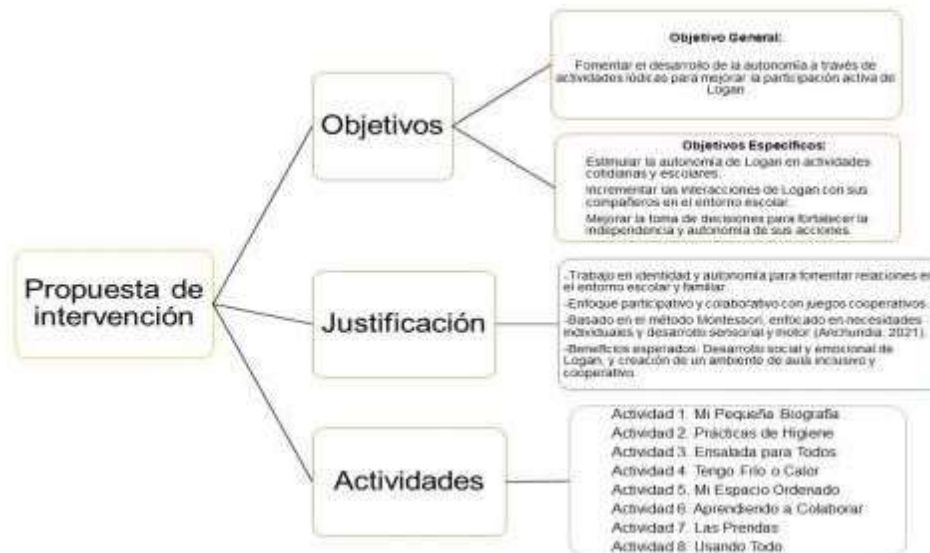 Propuesta de
intervención
Objetivos
Objetivo General:
Fomentar el desarrollo de la autonomía a través de
actividades lúdicas para mejorar la participación activa de
Logan
Objetivos Específicos:
Estimular la autonomía de Logan en actividades
cotidianas y escolares.
Incrementar las interacciones de Logan con sus
compañeros en el entorno escolar.
Mejorar la toma de decisiones para fortalecer la
independencia y autonomía de sus acciones.
Justificación
-Trabajo en identidad y autonomía para fomentar relaciones en
el entorno escolar y familiar
-Enfoque participativo y colaborativo con juegos cooperativos.
-Basado en el método Montessori, enfocado en necesidades
individuales y desarrollo sensorial y motor (Anchundia, 2021).
-Beneficios esperados: Desarrollo social y emocional de
Logan, y creación de un ambiente de aula inclusivo y
cooperativo.
Actividades
Actividad 1. Mi Pequeña Biografía
Actividad 2. Prácticas de Higiene
Actividad 3. Ensalada para Todos
Actividad 4. Tengo Frío o Calor
Actividad 5. Mi Espacio Ordenado
Actividad 6. Aprendiendo a Colaborar
Actividad 7. Las Prendas
Actividad 8. Usando Todo